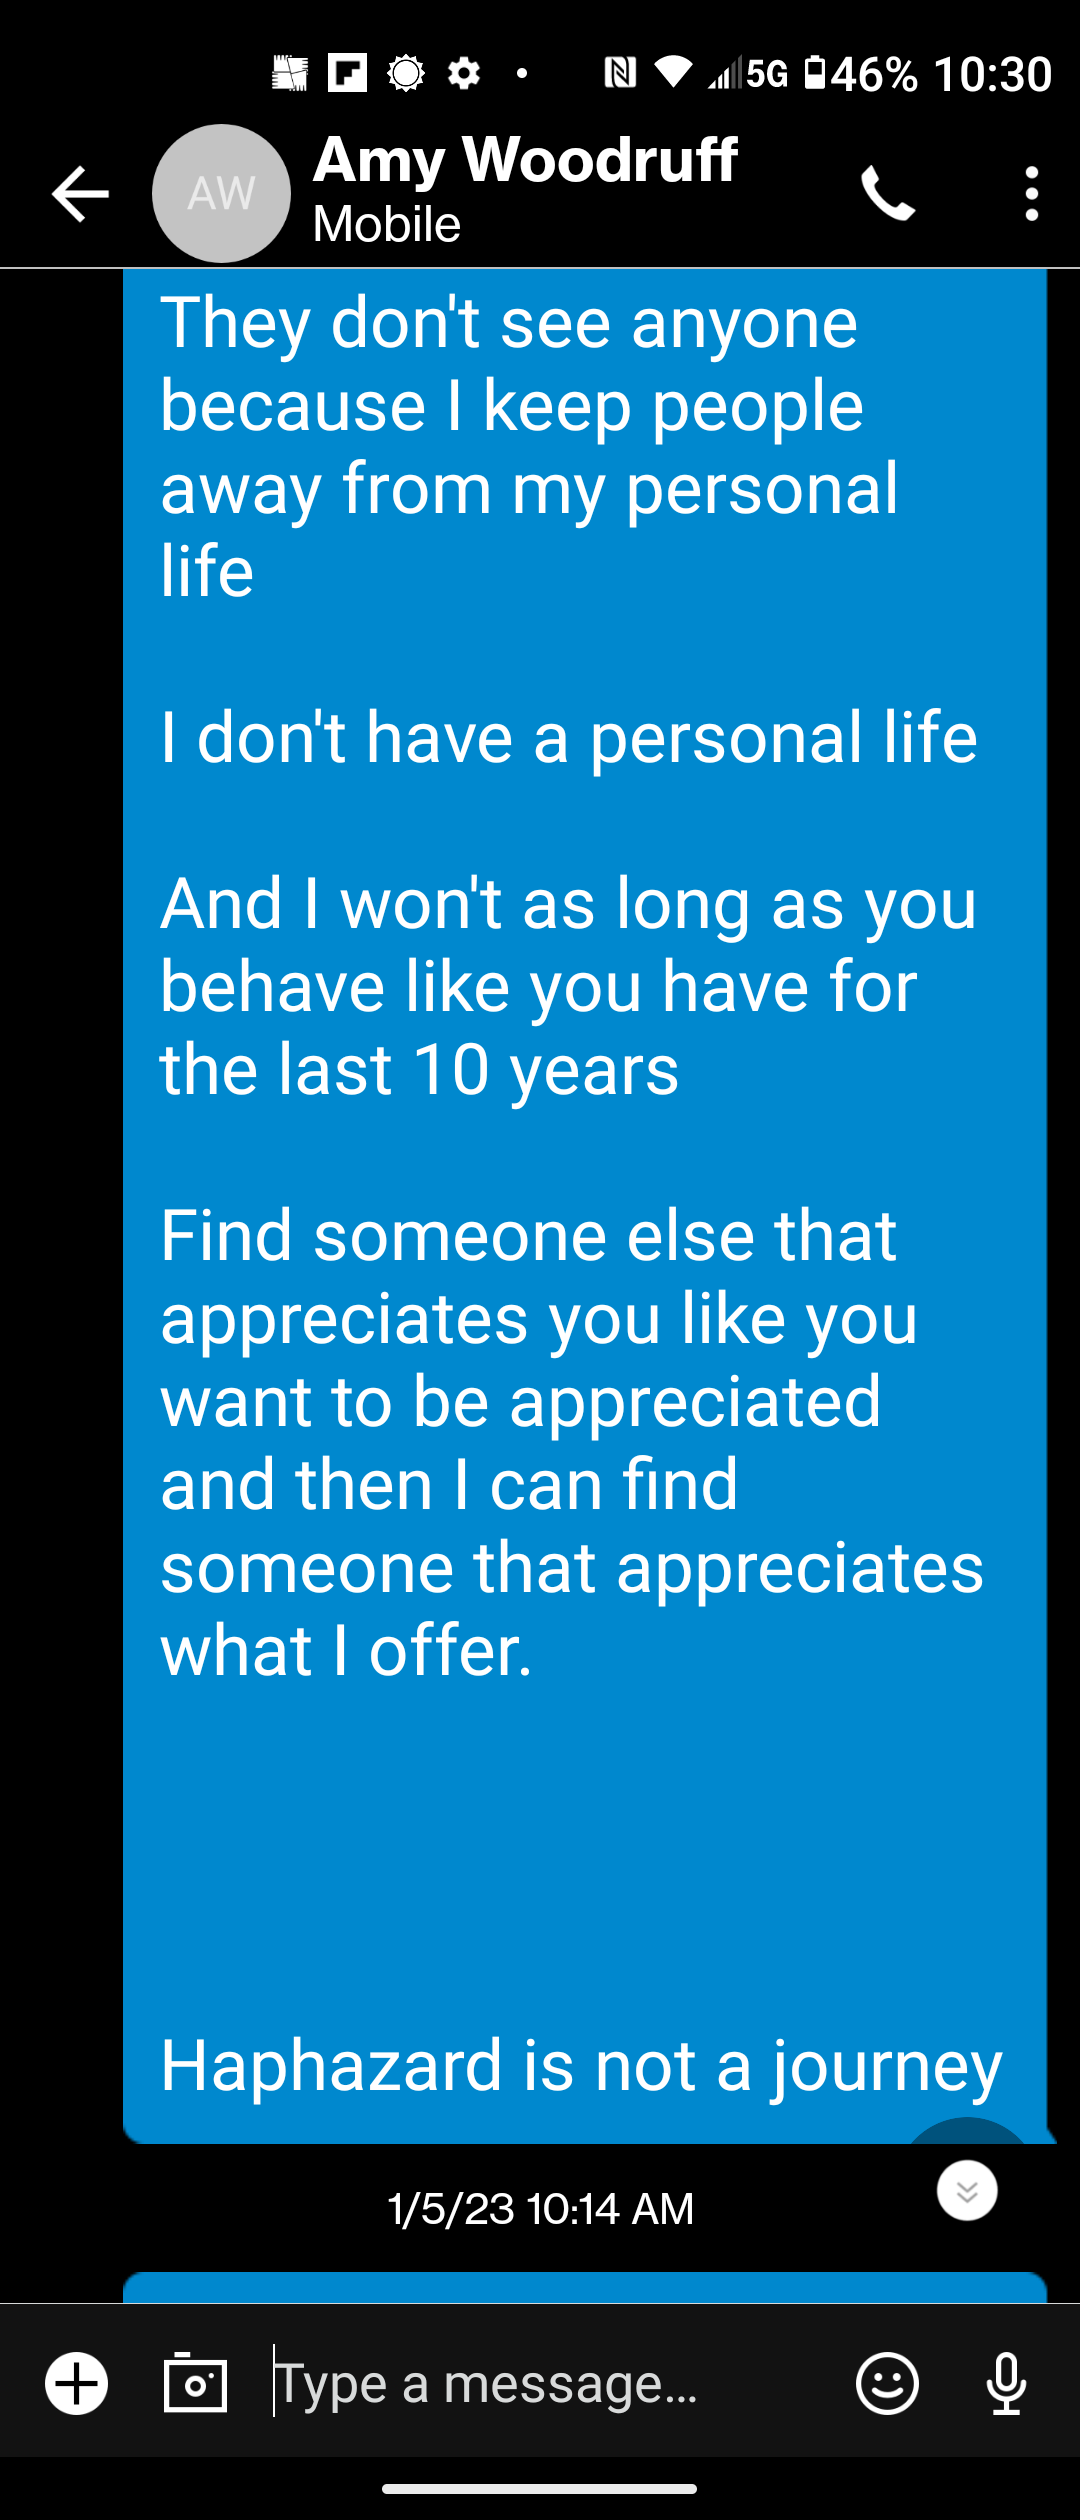 5G 46% 10:30
AW
Amy Woodruff
Mobile
They don't see anyone
because I keep people
away from my personal
life
I don't have a personal life
And I won't as long as you
behave like you have for
the last 10 years
Find someone else that
appreciates you like you
want to be appreciated
and then I can find
someone that appreciates
what I offer.
Haphazard is not a journey
1/5/23 10:14 AM
Type a message...